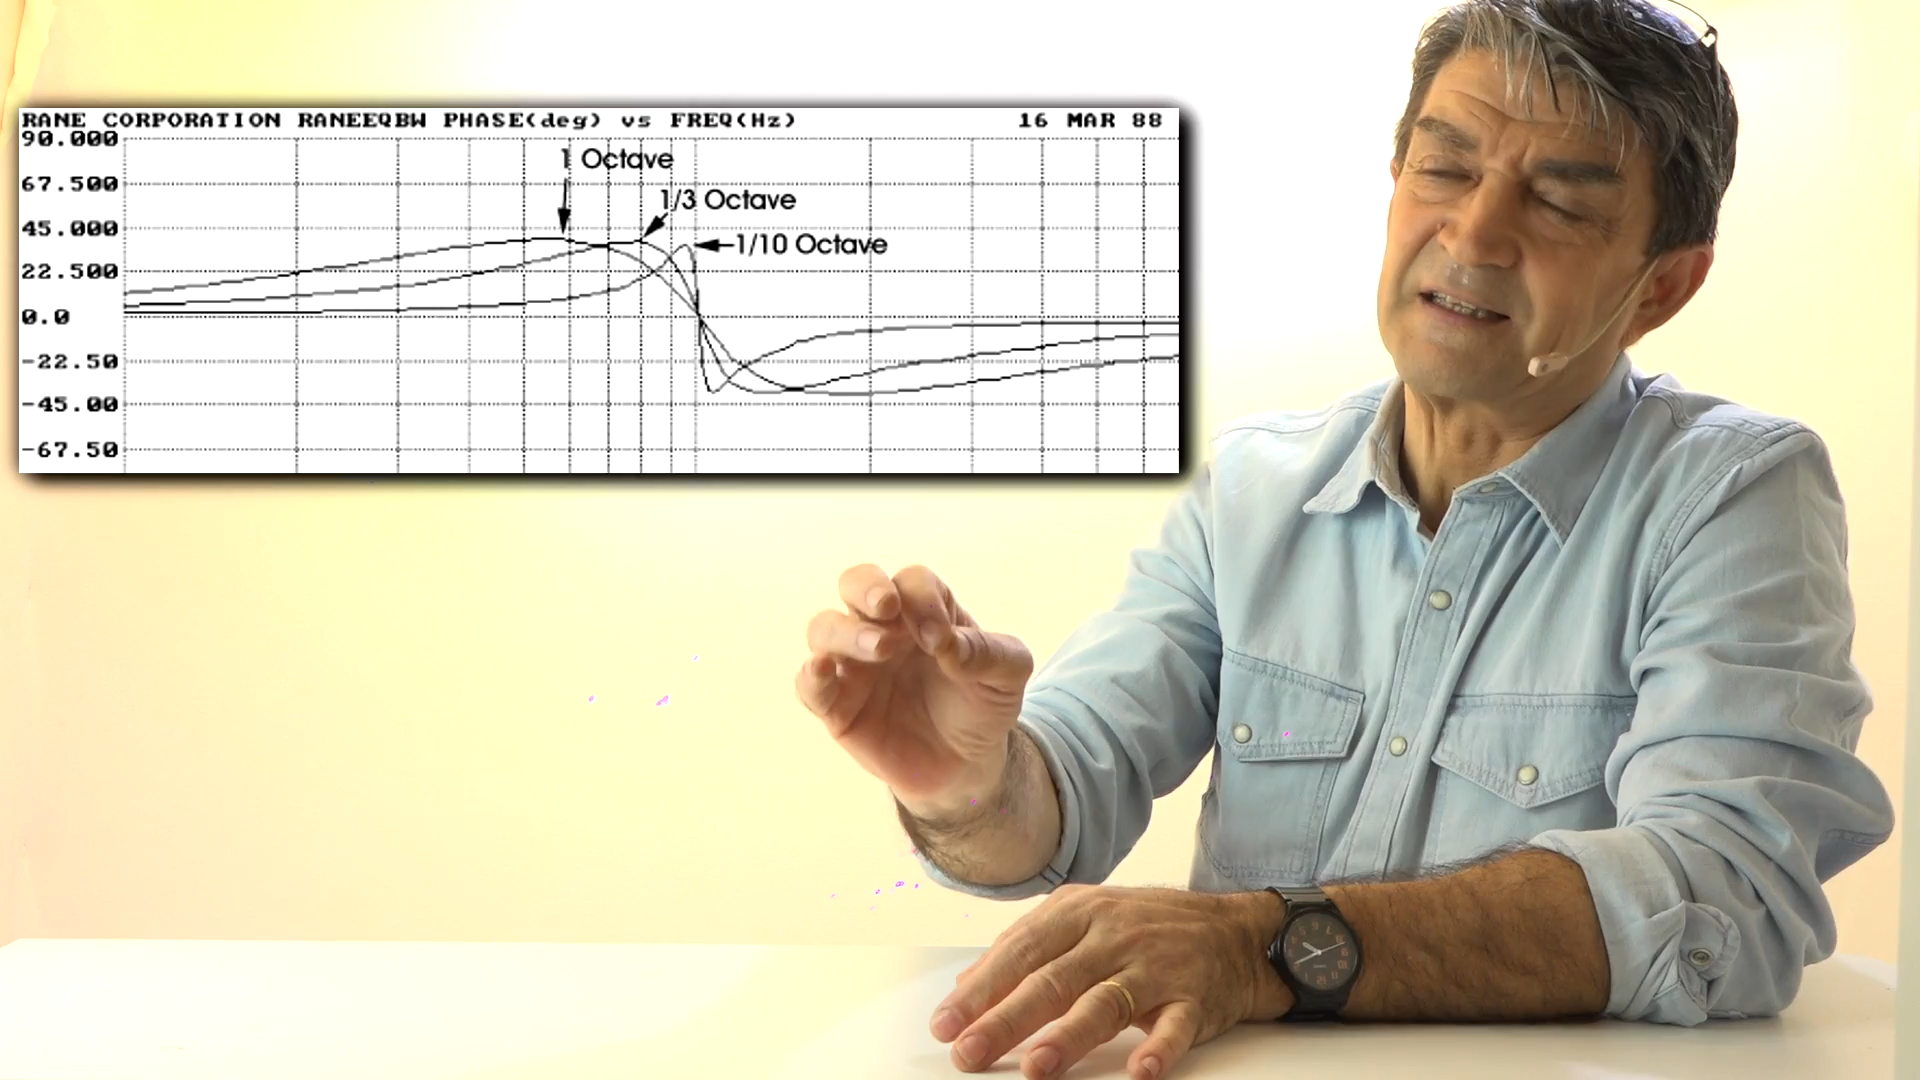 RANE CORPORATION RANEEQBW PHASE(deg) vs FREQ(Hz) 16 MAR 88
90.000
1 Octave
67.500
1/3 Octave
45.000
1/10 Octave
22.500
0.0
-22.50
-45.00
-67.50